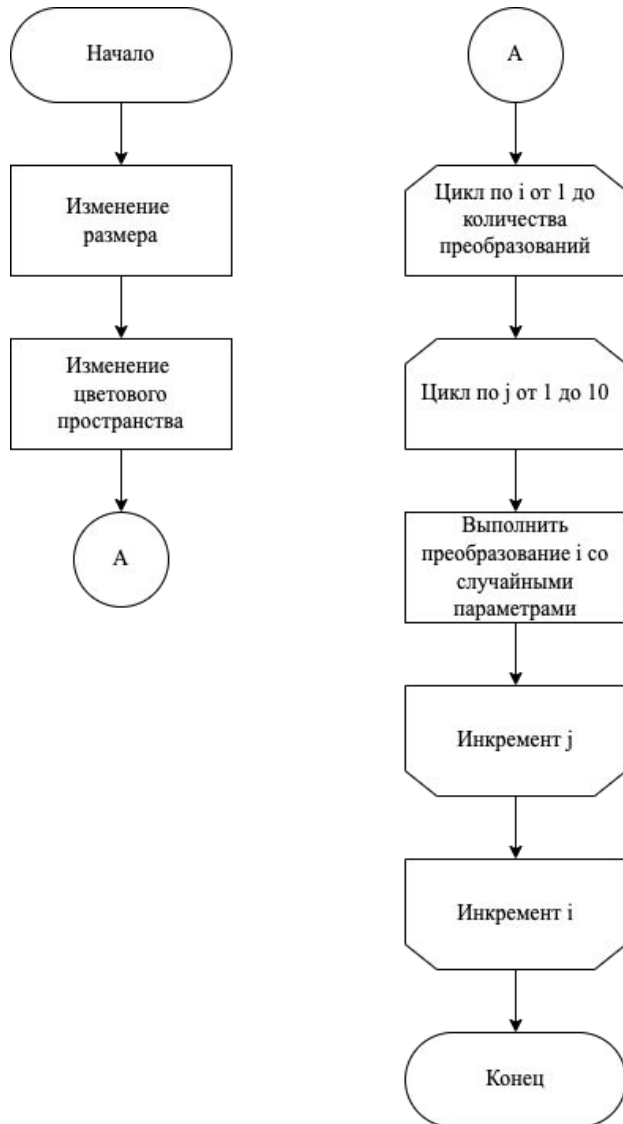 Начало
Изменение
размера
Изменение
цветового
пространства
А
А
Цикл по i от 1 до
количества
преобразований
Цикл по j от 1 до 10
Выполнить
преобразование i со
случайными
параметрами
Инкремент j
Инкремент i
Конец